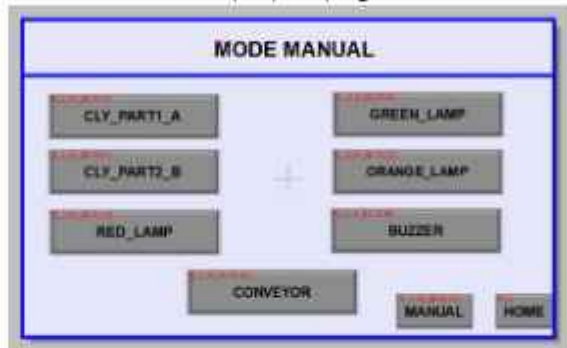 MODE MANUAL
CLY_PART1_A
GREEN_LAMP
CLY_PART2_B
ORANGE_LAMP
RED_LAMP
BUZZER
CONVEYOR
MANUAL
HOME